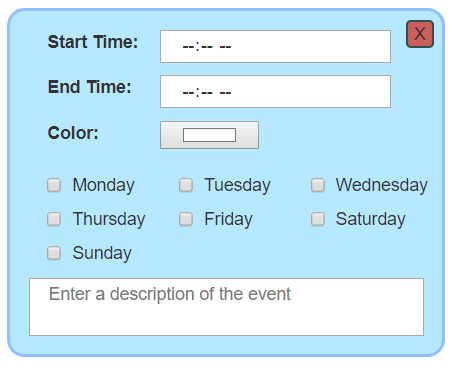 Start Time: --:-- -- X
End Time: --:-- --
Color:
Monday Tuesday Wednesday
Thursday Friday Saturday
Sunday
Enter a description of the event